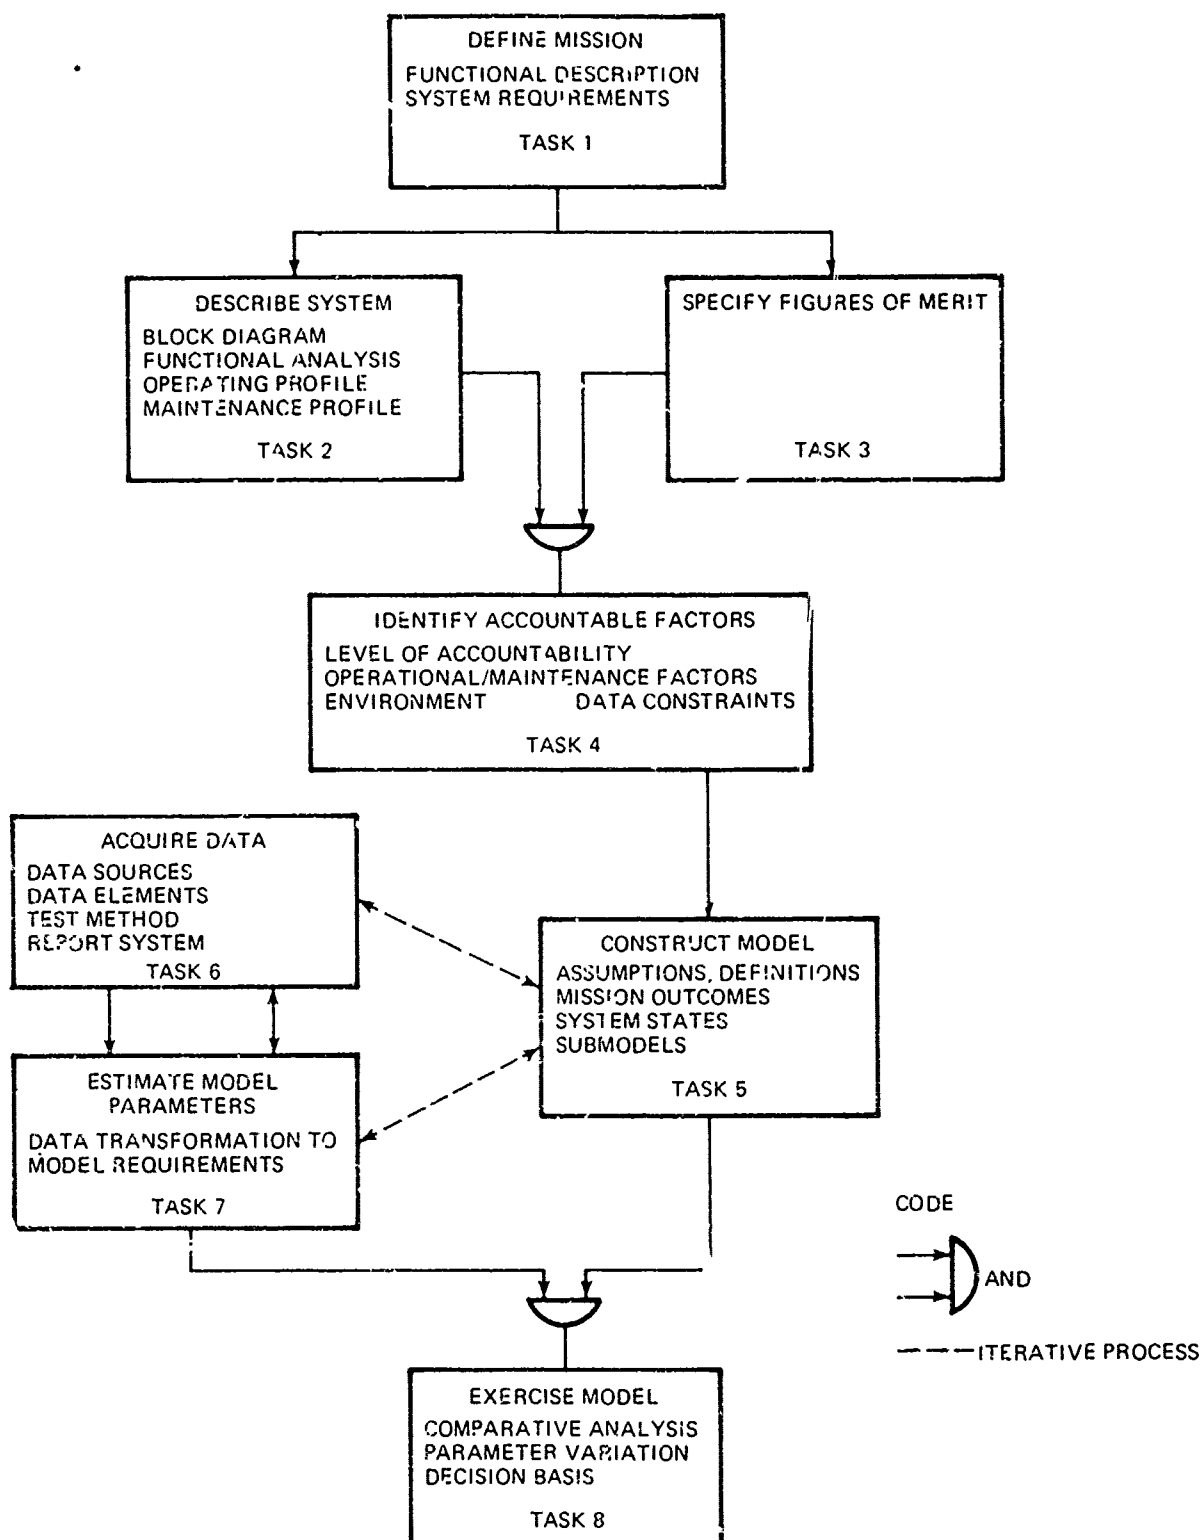 DEFINE MISSION
FUNCTIONAL DESCRIPTION
SYSTEM REQUIREMENTS
TASK 1
DESCRIBE SYSTEM
BLOCK DIAGRAM
FUNCTIONAL ANALYSIS
OPERATING PROFILE
MAINTENANCE PROFILE
TASK 2
SPECIFY FIGURES OF MERIT
TASK 3
IDENTIFY ACCOUNTABLE FACTORS
LEVEL OF ACCOUNTABILITY
OPERATIONAL/MAINTENANCE FACTORS
ENVIRONMENT DATA CONSTRAINTS
TASK 4
ACQUIRE DATA
DATA SOURCES
DATA ELEMENTS
TEST METHOD
REPORT SYSTEM
TASK 6
CONSTRUCT MODEL
ASSUMPTIONS, DEFINITIONS
MISSION OUTCOMES
SYSTEM STATES
SUBMODELS
TASK 5
ESTIMATE MODEL
PARAMETERS
DATA TRANSFORMATION TO
MODEL REQUIREMENTS
TASK 7
CODE
AND
ITERATIVE PROCESS
EXERCISE MODEL
COMPARATIVE ANALYSIS
PARAMETER VARIATION
DECISION BASIS
TASK 8